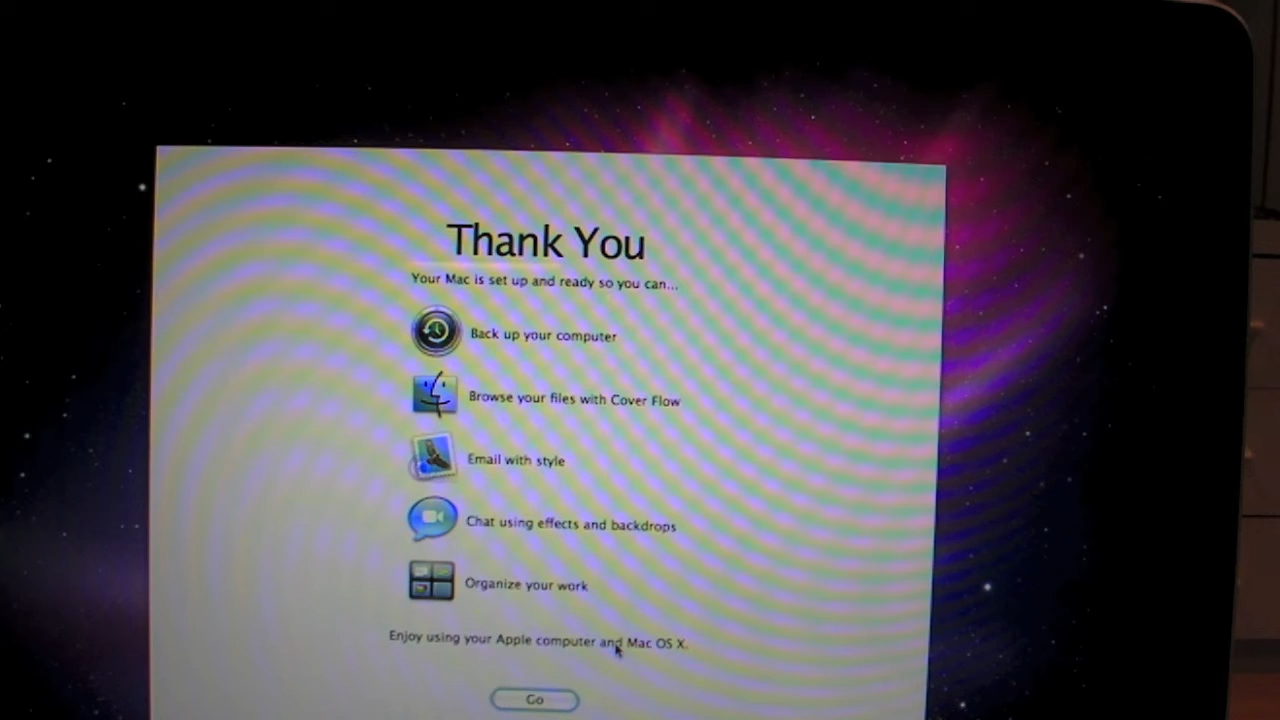 Thank You
Your Mac is set up and ready so you can...
Back up your computer
Browse your files with Cover Flow
Email with style
Chat using effects and backdrops
Organize your work
Enjoy using your Apple computer and Mac OS X.
Go